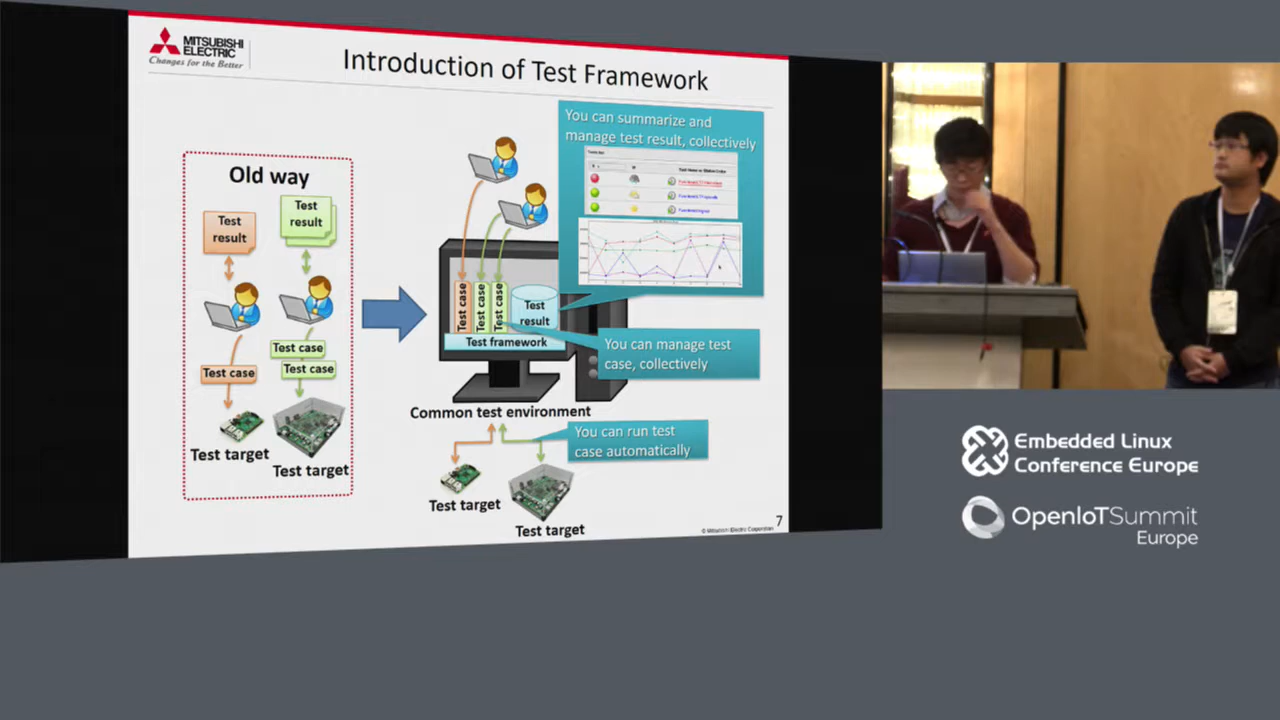 MITSUBISHI
ELECTRIC
Changes for the Better
Introduction of Test Framework
You can summarize and
manage test result, collectively
Old way
Test
result
Test
result
Test case
Test case
Test case
Test
result
Test framework
You can manage test
case, collectively
Test case
Test case
Test case
Common test environment
You can run test
case automatically
Test target
Test target
Test target
Test target
7
© Mitsubishi Electric Corporation
Embedded Linux
Conference Europe
OpenIoTSummit
Europe